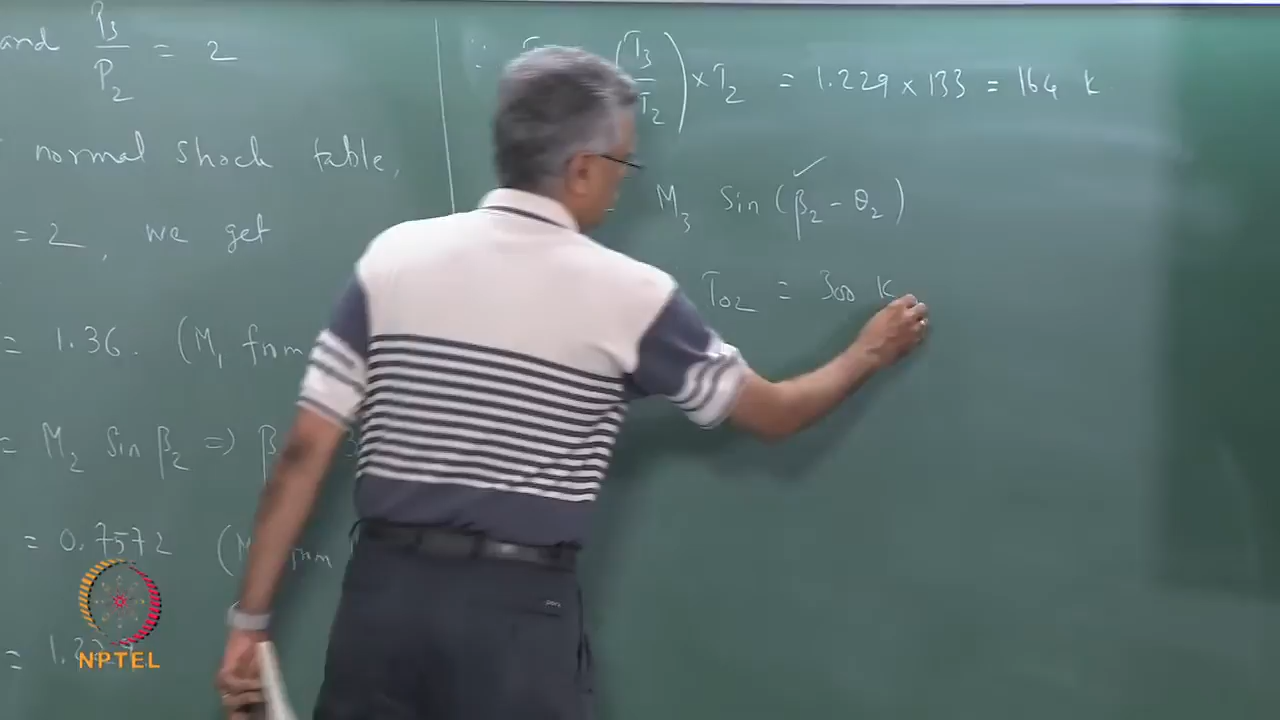 and P3/P2 = 2
normal shock table,
= 2, we get
= 1.36. (M1 from
= M2 Sin β2 => β
= 0.7572 (M
= 1.2
∴ (T3/T2) × T2 = 1.229 × 133 = 164 K
M3 Sin (β2 - θ2)
✓
T02 = 300 K
NPTEL